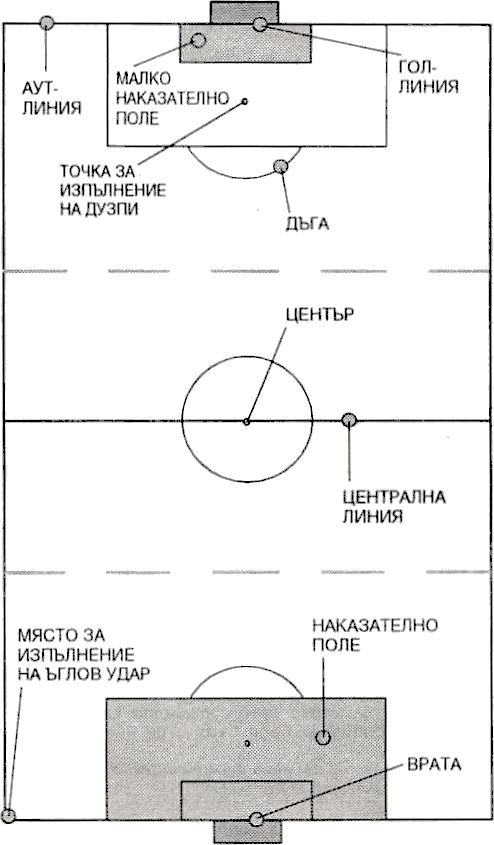 АУТ-
ЛИНИЯ
МАЛКО
НАКАЗАТЕЛНО
ПОЛЕ
ГОЛ-
ЛИНИЯ
ТОЧКА ЗА
ИЗПЪЛНЕНИЕ
НА ДУЗПИ
ДЪГА
ЦЕНТЪР
ЦЕНТРАЛНА
ЛИНИЯ
МЯСТО ЗА
ИЗПЪЛНЕНИЕ
НА ЪГЛОВ УДАР
НАКАЗАТЕЛНО
ПОЛЕ
ВРАТА